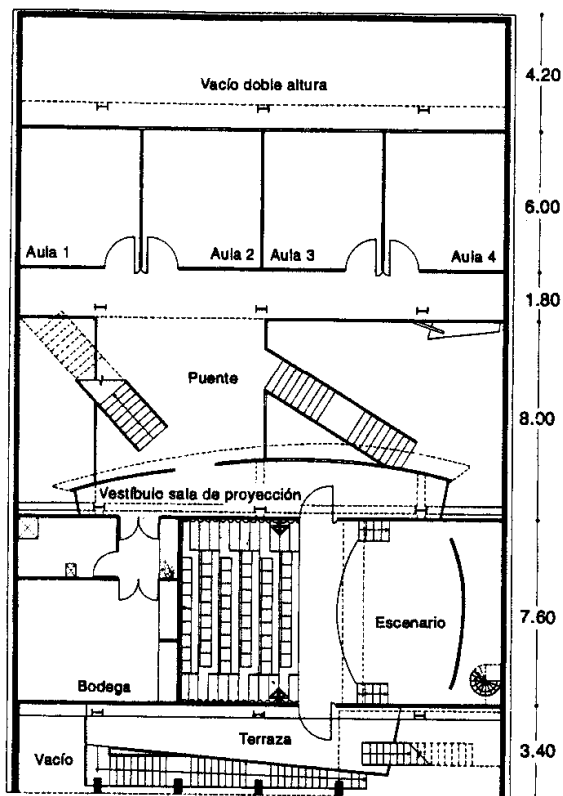 Vacío doble altura
4.20
6.00
Aula 1
Aula 2
Aula 3
Aula 4
1.80
Puente
8.00
Vestíbulo sala de proyección
7.60
Escenario
Bodega
Terraza
3.40
Vacío